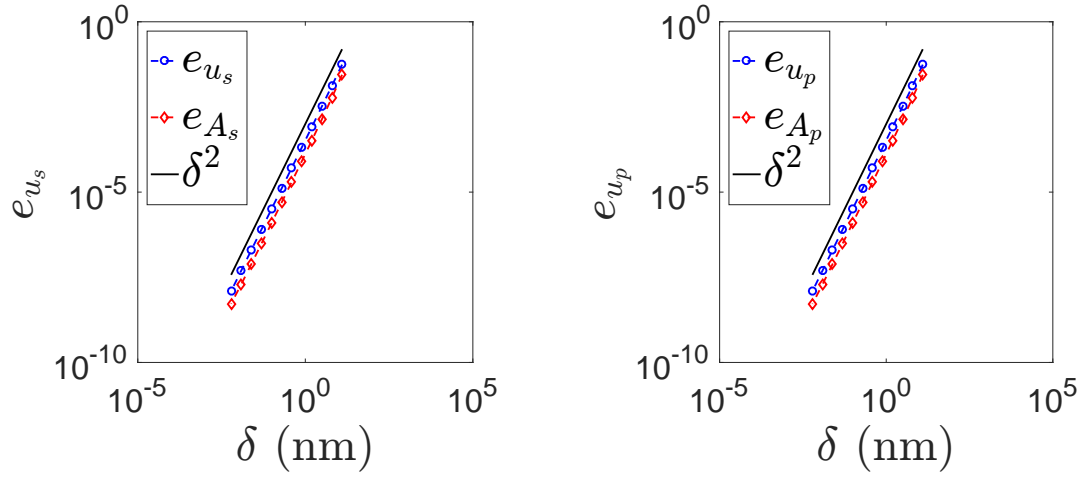 10^0
10^-5
10^-10
e_{u_s}
e_{u_s}
e_{A_s}
δ^2
10^-5
10^0
10^5
δ (nm)
10^0
10^-5
10^-10
e_{u_p}
e_{u_p}
e_{A_p}
δ^2
10^-5
10^0
10^5
δ (nm)